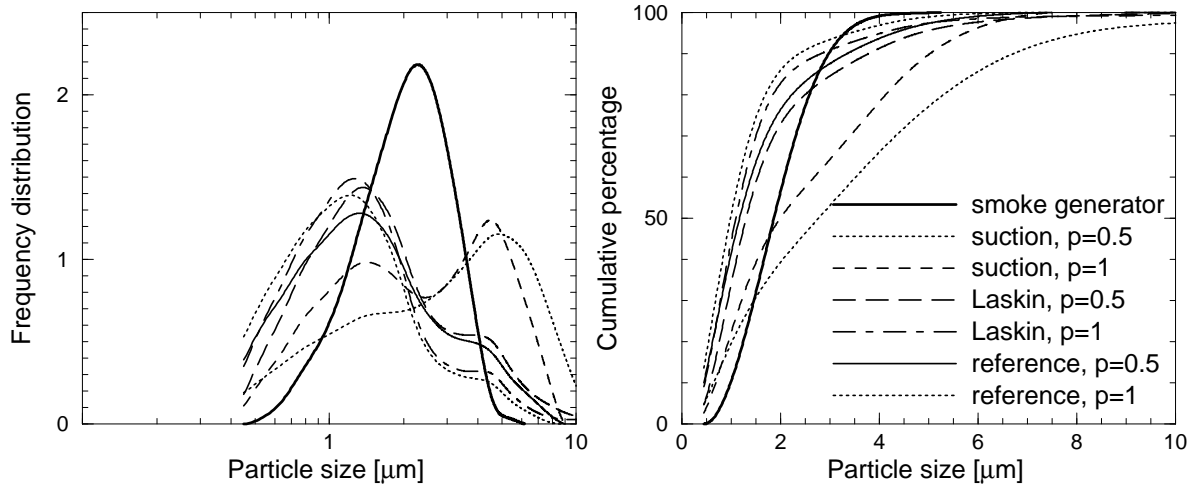 Frequency distribution
2
1
0
1
10
Particle size [μm]
Cumulative percentage
100
50
0
0
2
4
6
8
10
Particle size [μm]
smoke generator
suction, p=0.5
suction, p=1
Laskin, p=0.5
Laskin, p=1
reference, p=0.5
reference, p=1